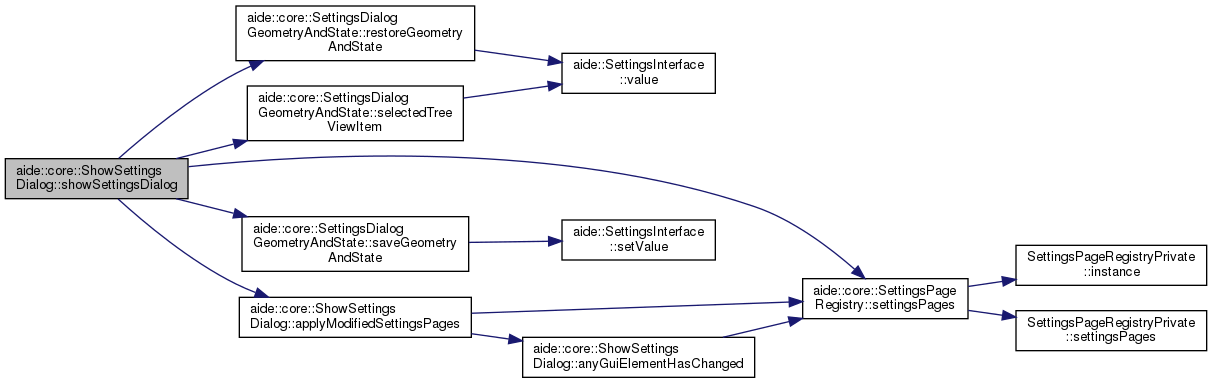 aide::core::SettingsDialog
GeometryAndState::restoreGeometry
AndState
aide::SettingsInterface
::value
aide::core::SettingsDialog
GeometryAndState::selectedTree
ViewItem
aide::core::ShowSettings
Dialog::showSettingsDialog
aide::core::SettingsDialog
GeometryAndState::saveGeometry
AndState
aide::SettingsInterface
::setValue
aide::core::ShowSettings
Dialog::applyModifiedSettingsPages
aide::core::ShowSettings
Dialog::anyGuiElementHasChanged
aide::core::SettingsPage
Registry::settingsPages
SettingsPageRegistryPrivate
::instance
SettingsPageRegistryPrivate
::settingsPages